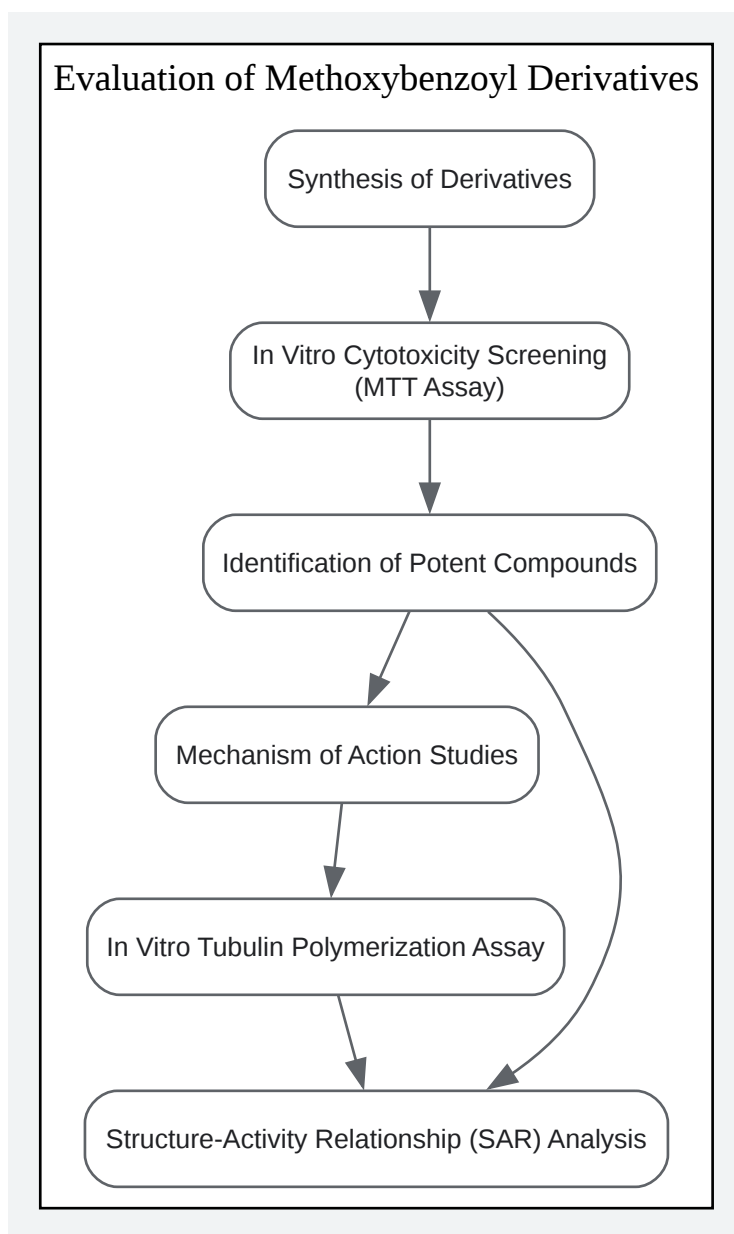 Evaluation of Methoxybenzoyl Derivatives
Synthesis of Derivatives
In Vitro Cytotoxicity Screening
(MTT Assay)
Identification of Potent Compounds
Mechanism of Action Studies
In Vitro Tubulin Polymerization Assay
Structure-Activity Relationship (SAR) Analysis